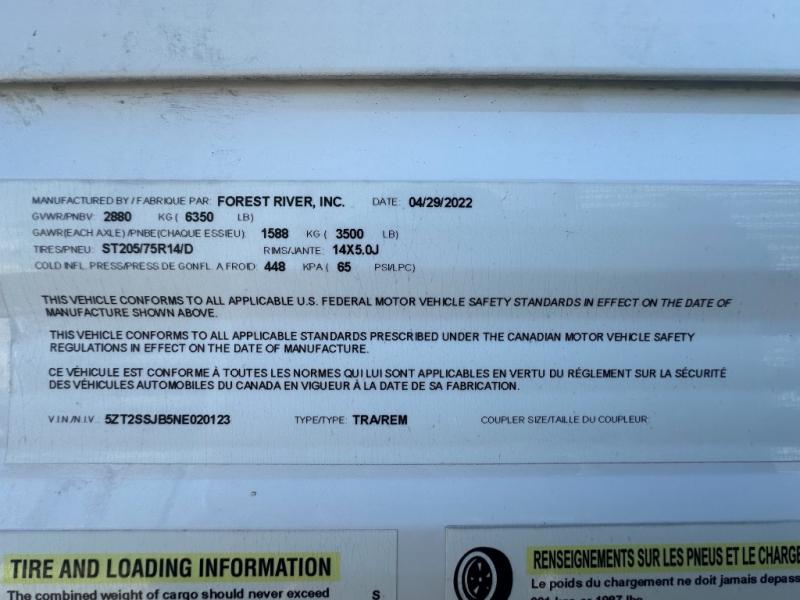 MANUFACTURED BY / FABRIQUE PAR: FOREST RIVER, INC. DATE: 04/29/2022
GVWR/PNBV: 2880 KG ( 6350 LB)
GAWR(EACH AXLE) /PNBE(CHAQUE ESSIEU): 1588 KG ( 3500 LB)
TIRES/PNEU: ST205/75R14/D RIMS/JANTE: 14X5.0J
COLD INFL. PRESS/PRESS DE GONFL. A FROID: 448 KPA ( 65 PSI/LPC)
THIS VEHICLE CONFORMS TO ALL APPLICABLE U.S. FEDERAL MOTOR VEHICLE SAFETY STANDARDS IN EFFECT ON THE DATE OF
MANUFACTURE SHOWN ABOVE.
THIS VEHICLE CONFORMS TO ALL APPLICABLE STANDARDS PRESCRIBED UNDER THE CANADIAN MOTOR VEHICLE SAFETY
REGULATIONS IN EFFECT ON THE DATE OF MANUFACTURE.
CE VÉHICULE EST CONFORME À TOUTES LES NORMES QUI LUI SONT APPLICABLES EN VERTU DU RÉGLEMENT SUR LA SÉCURITÉ
DES VÉHICULES AUTOMOBILES DU CANADA EN VIGUEUR À LA DATE DE SA FABRICATION.
V.I.N./N.I.V. 5ZT2SSJB5NE020123 TYPE/TYPE: TRA/REM COUPLER SIZE/TAILLE DU COUPLEUR:
TIRE AND LOADING INFORMATION
The combined weight of cargo should never exceed S
RENSEIGNEMENTS SUR LES PNEUS ET LE CHARGE
Le poids du chargement ne doit jamais depass